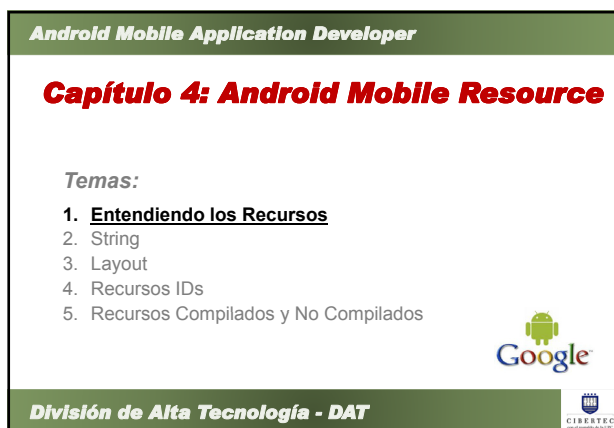 Android Mobile Application Developer
Capítulo 4: Android Mobile Resource
Temas:
1. Entendiendo los Recursos
2. String
3. Layout
4. Recursos IDs
5. Recursos Compilados y No Compilados
Google
División de Alta Tecnología - DAT
CIBERTEC